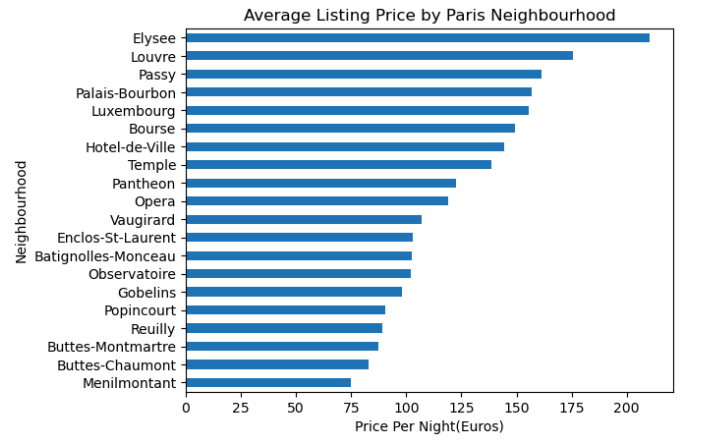 Average Listing Price by Paris Neighbourhood
Elysee
Louvre
Passy
Palais-Bourbon
Luxembourg
Bourse
Hotel-de-Ville
Temple
Pantheon
Opera
Vaugirard
Enclos-St-Laurent
Batignolles-Monceau
Observatoire
Gobelins
Popincourt
Reuilly
Buttes-Montmartre
Buttes-Chaumont
Menilmontant
Neighbourhood
0 25 50 75 100 125 150 175 200
Price Per Night(Euros)